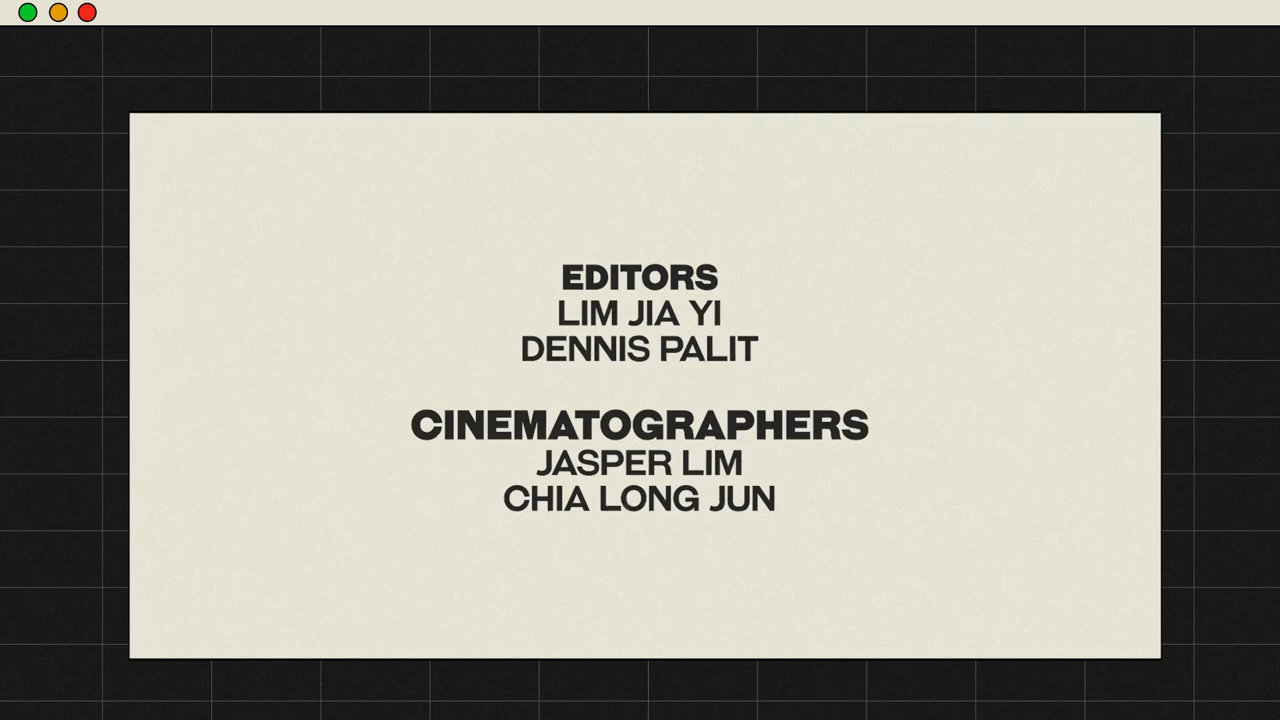 EDITORS
LIM JIA YI
DENNIS PALIT
CINEMATOGRAPHERS
JASPER LIM
CHIA LONG JUN